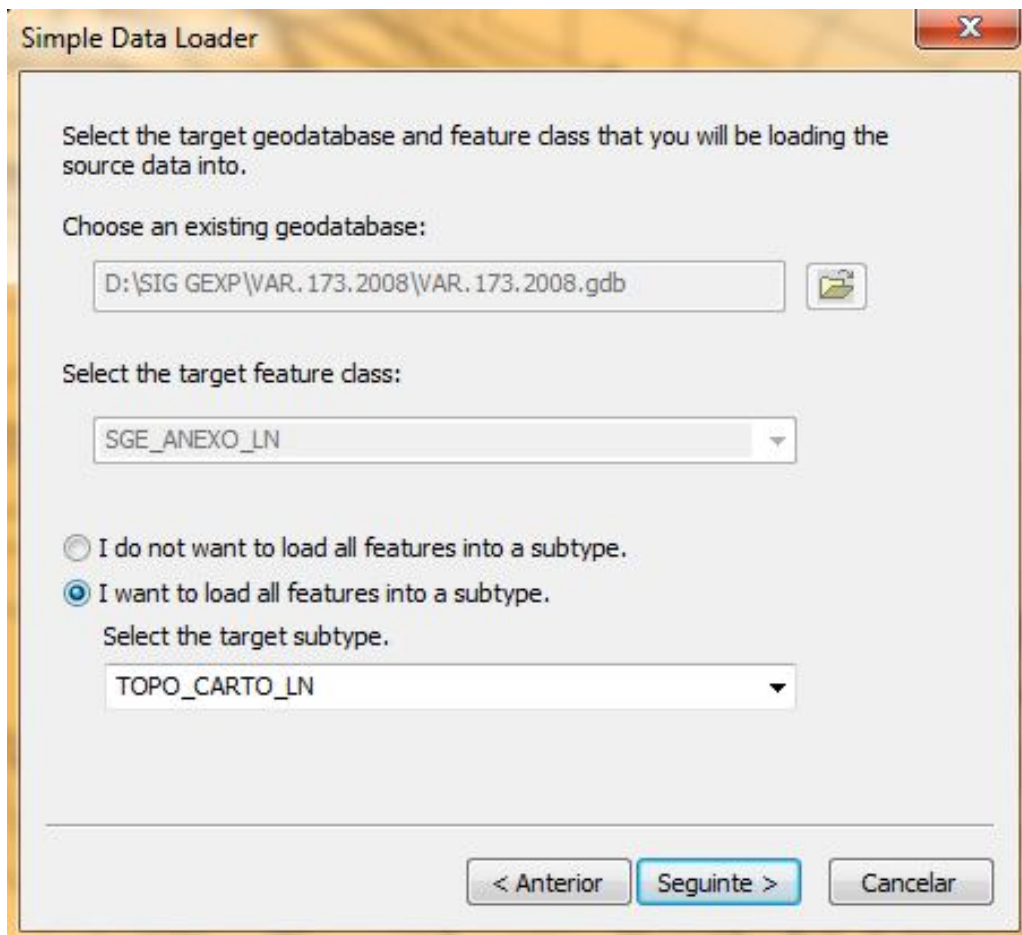 Simple Data Loader
X
Select the target geodatabase and feature class that you will be loading the
source data into.
Choose an existing geodatabase:
D:\SIG GEXP\VAR.173.2008\VAR.173.2008.gdb
Select the target feature class:
SGE_ANEXO_LN
I do not want to load all features into a subtype.
I want to load all features into a subtype.
Select the target subtype.
TOPO_CARTO_LN
< Anterior
Seguinte >
Cancelar